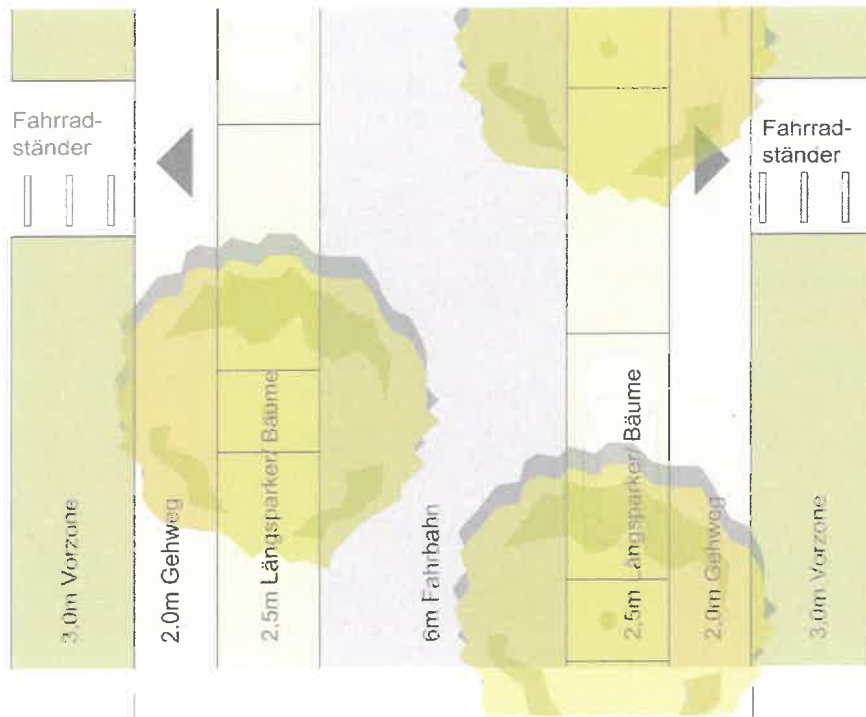 Fahrrad-
ständer
Fahrrad-
ständer
3,0m Vorzone
2,0m Gehweg
2,5m Längsparker/ Bäume
6m Fahrbahn
2,5m Längsparker/ Bäume
2,0m Gehweg
3,0m Vorzone